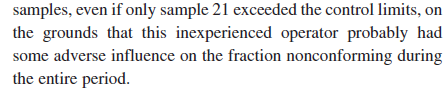 samples, even if only sample 21 exceeded the control limits, on
the grounds that this inexperienced operator probably had
some adverse influence on the fraction nonconforming during
the entire period.